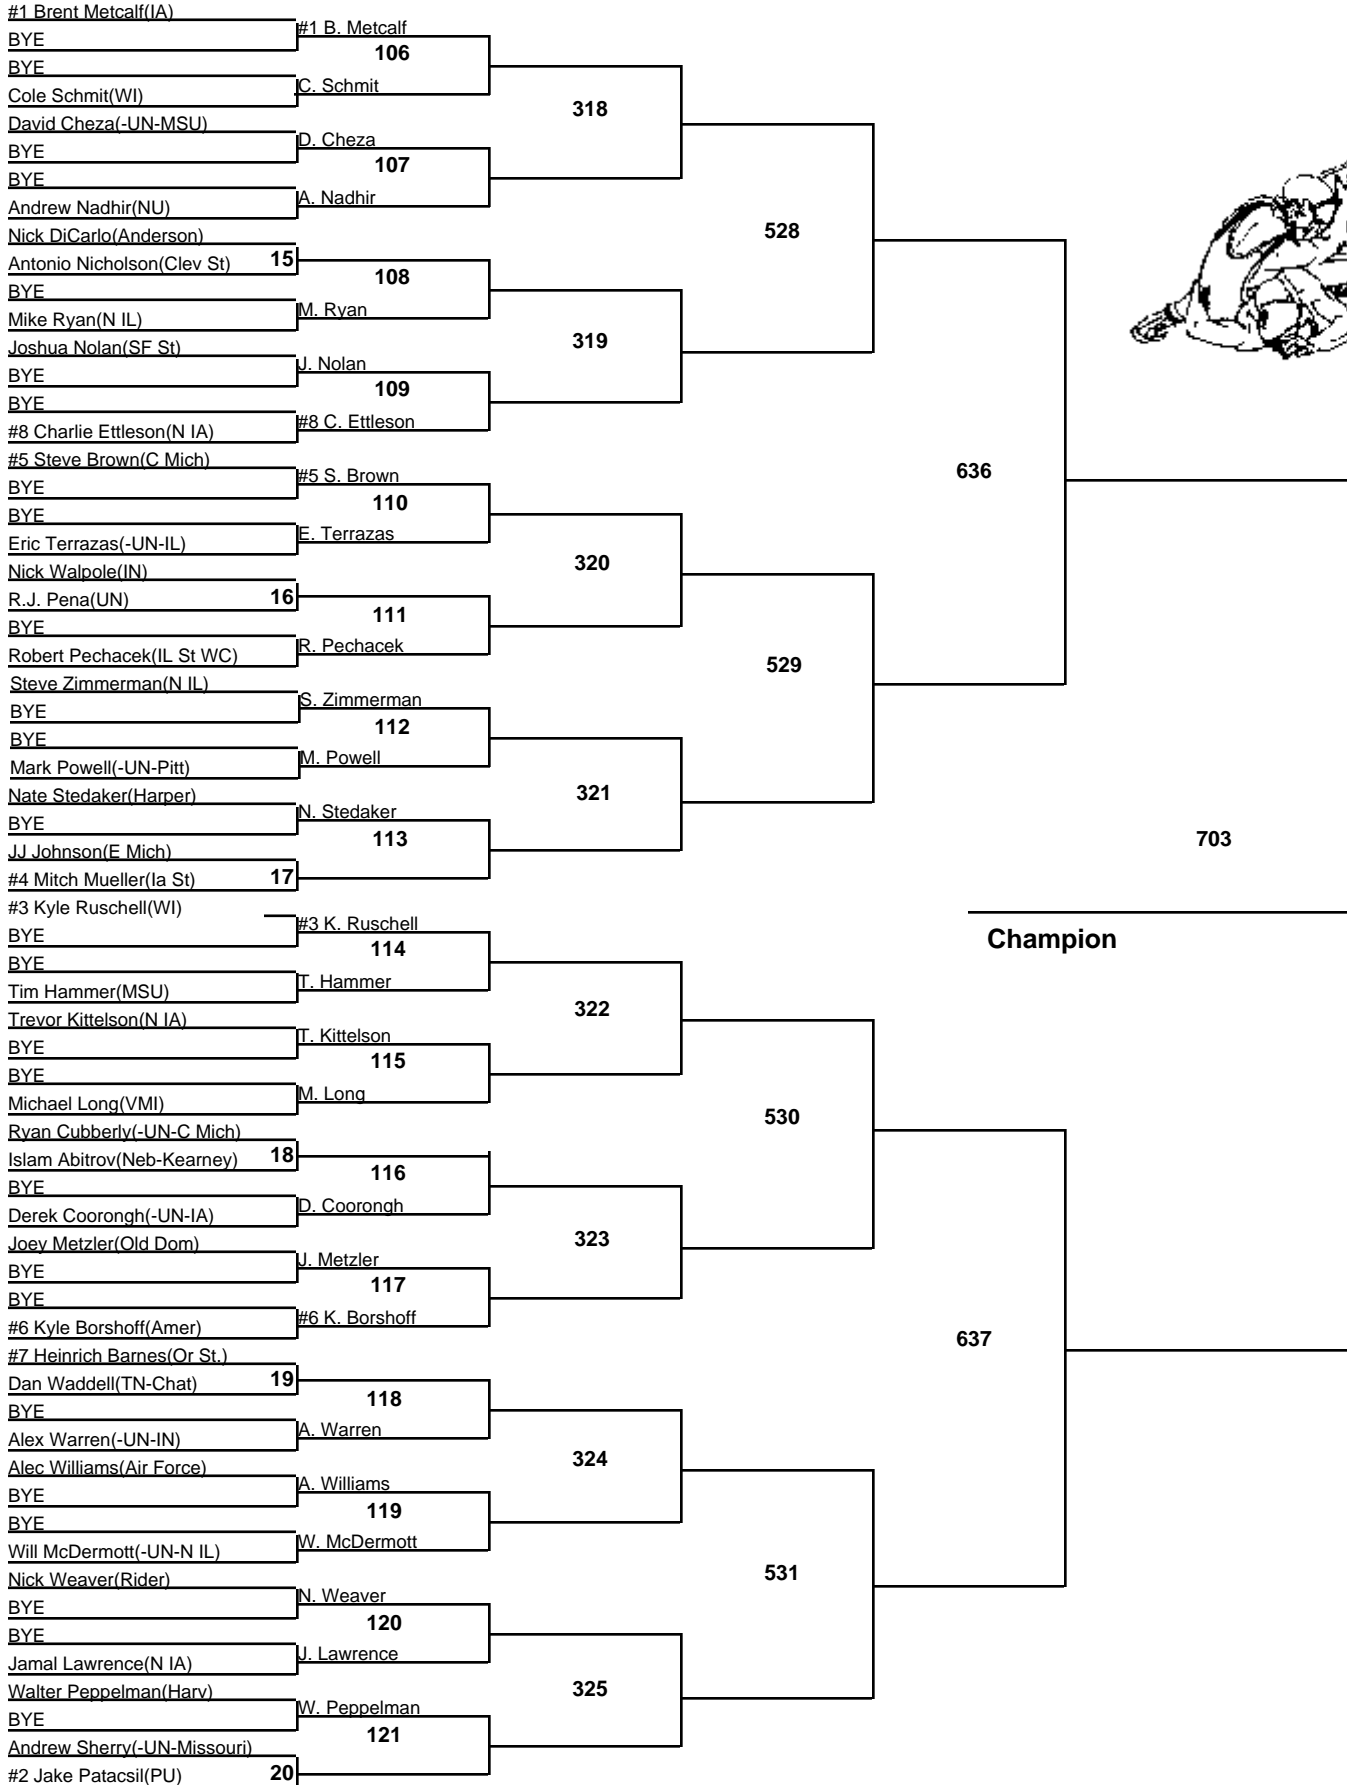 #1 Brent Metcalf(IA)
BYE
BYE
Cole Schmit(WI)
David Cheza(-UN-MSU)
BYE
BYE
Andrew Nadhir(NU)
Nick DiCarlo(Anderson)
Antonio Nicholson(Clev St) 15
BYE
Mike Ryan(N IL)
Joshua Nolan(SF St)
BYE
BYE
#8 Charlie Ettleson(N IA)
#5 Steve Brown(C Mich)
BYE
BYE
Eric Terrazas(-UN-IL)
Nick Walpole(IN)
R.J. Pena(UN) 16
BYE
Robert Pechacek(IL St WC)
Steve Zimmerman(N IL)
BYE
BYE
Mark Powell(-UN-Pitt)
Nate Stedaker(Harper)
BYE
JJ Johnson(E Mich)
#4 Mitch Mueller(Ia St) 17
#3 Kyle Ruschell(WI)
BYE
BYE
Tim Hammer(MSU)
Trevor Kittelson(N IA)
BYE
BYE
Michael Long(VMI)
Ryan Cubberly(-UN-C Mich)
Islam Abitrov(Neb-Kearney) 18
BYE
Derek Coorongh(-UN-IA)
Joey Metzler(Old Dom)
BYE
BYE
#6 Kyle Borshoff(Amer)
#7 Heinrich Barnes(Or St.)
Dan Waddell(TN-Chat) 19
BYE
Alex Warren(-UN-IN)
Alec Williams(Air Force)
BYE
BYE
Will McDermott(-UN-N IL)
Nick Weaver(Rider)
BYE
BYE
Jamal Lawrence(N IA)
Walter Peppelman(Harv)
BYE
Andrew Sherry(-UN-Missouri)
#2 Jake Patacsil(PU) 20
#1 B. Metcalf
106
C. Schmit
D. Cheza
107
A. Nadhir
108
M. Ryan
J. Nolan
109
#8 C. Ettleson
#5 S. Brown
110
E. Terrazas
111
R. Pechacek
S. Zimmerman
112
M. Powell
N. Stedaker
113
#3 K. Ruschell
114
T. Hammer
T. Kittelson
115
M. Long
116
D. Coorongh
J. Metzler
117
#6 K. Borshoff
118
A. Warren
A. Williams
119
W. McDermott
N. Weaver
120
J. Lawrence
W. Peppelman
121
318
319
320
321
322
323
324
325
528
529
530
531
636
637
703
Champion